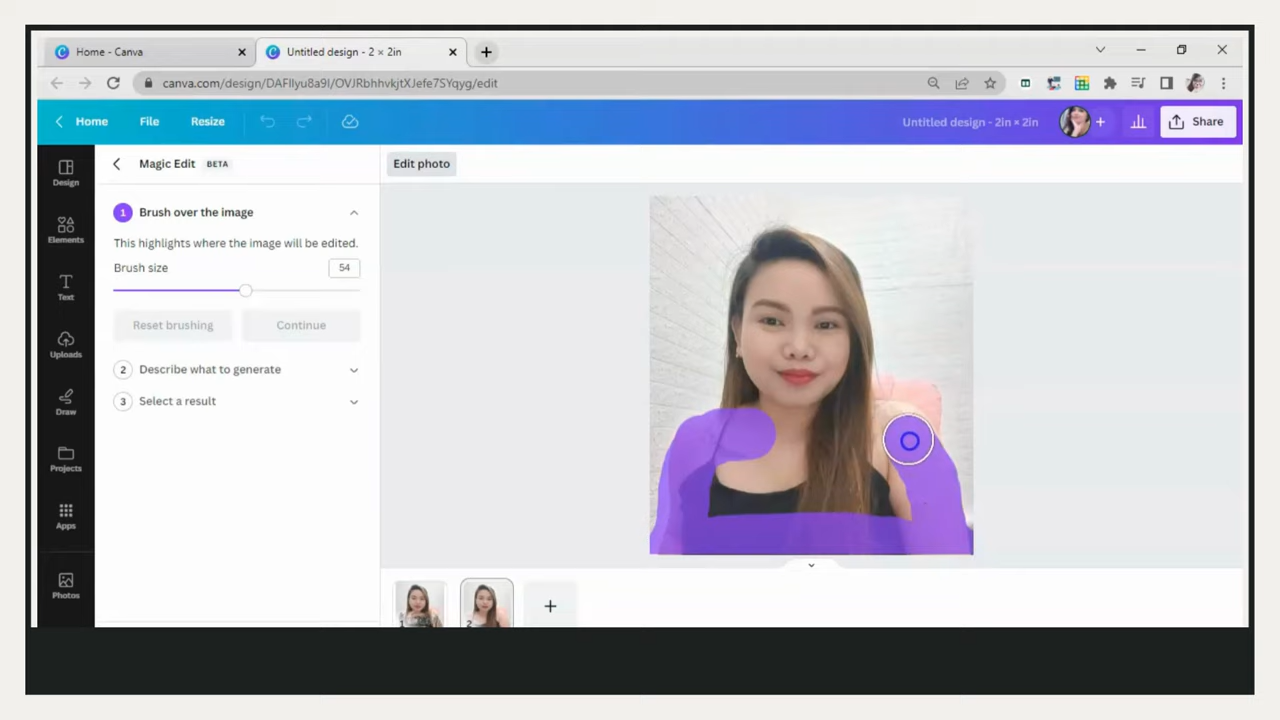 Home - Canva
Untitled design - 2 × 2in
canva.com/design/DAFIlyu8a9I/OVJRbhhvkjtXJefe7SYqyg/edit
Home
File
Resize
Untitled design - 2in × 2in
Share
Design
Elements
Text
Uploads
Draw
Projects
Apps
Photos
Magic Edit BETA
1 Brush over the image
This highlights where the image will be edited.
Brush size 54
Reset brushing
Continue
2 Describe what to generate
3 Select a result
Edit photo
1
2